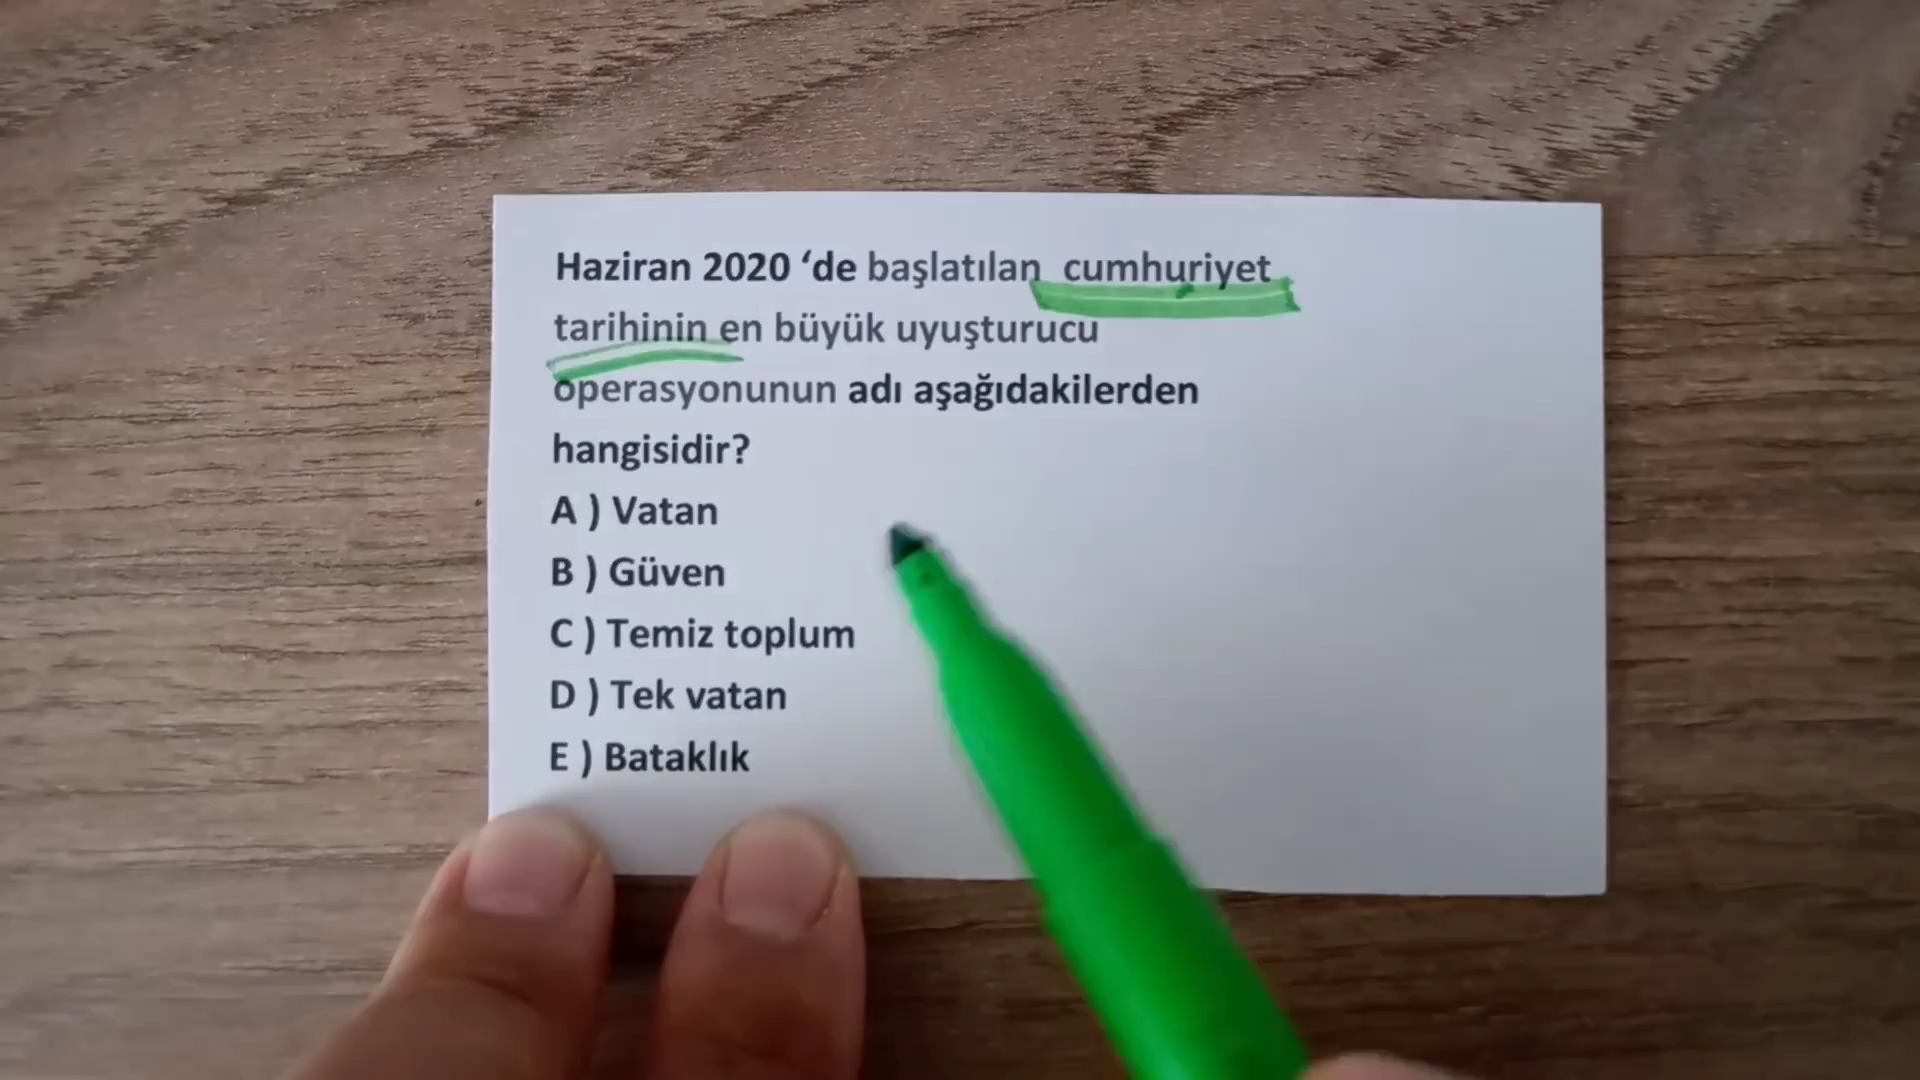 Haziran 2020 ‘de başlatılan cumhuriyet
tarihinin en büyük uyuşturucu
operasyonunun adı aşağıdakilerden
hangisidir?
A ) Vatan
B ) Güven
C ) Temiz toplum
D ) Tek vatan
E ) Bataklık